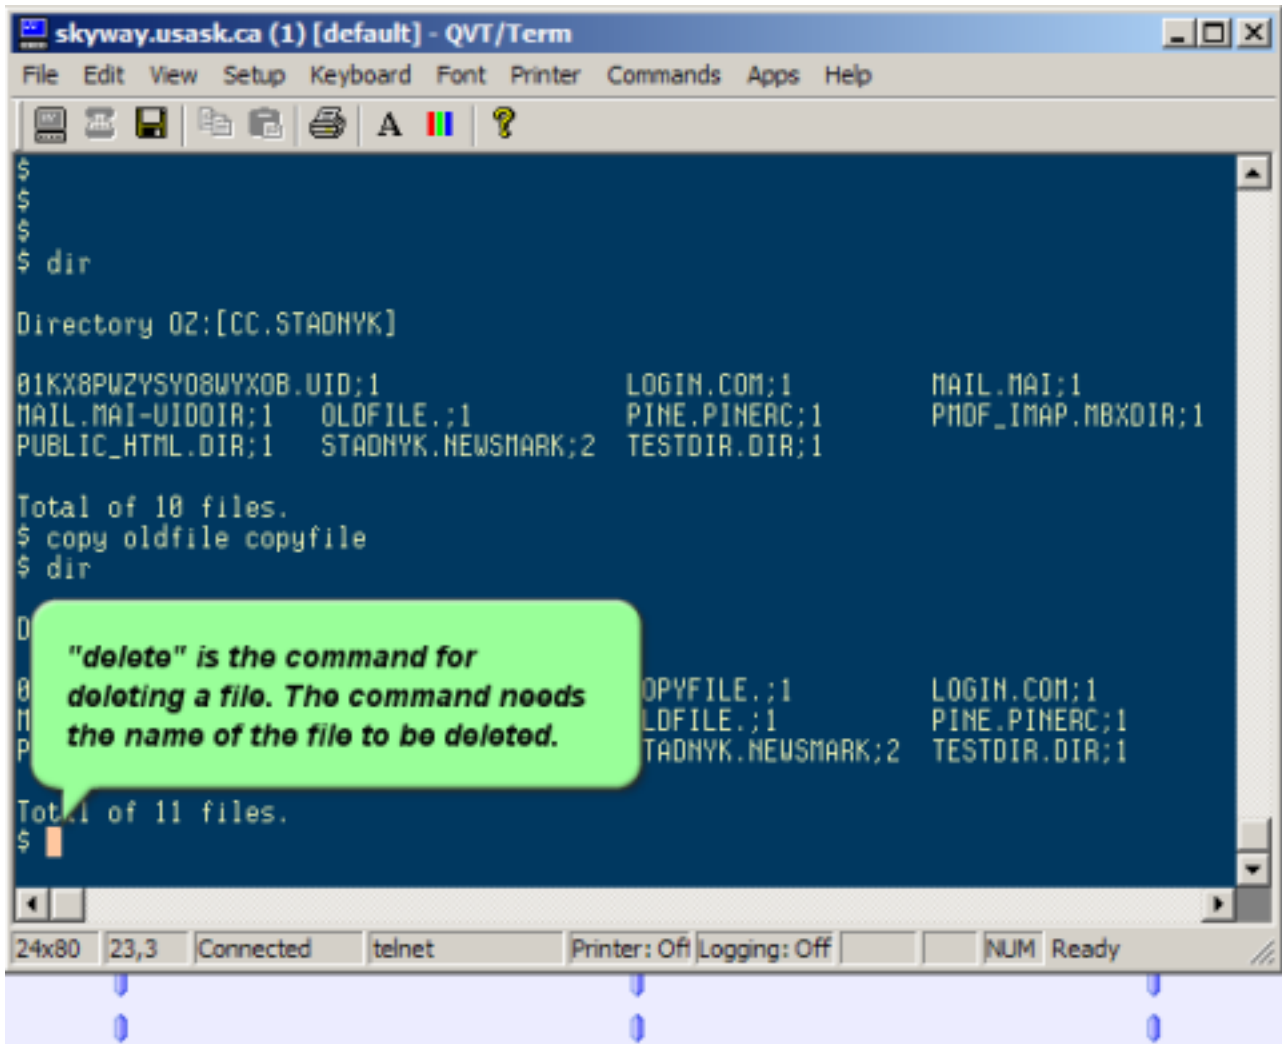 skyway.usask.ca (1) [default] - QVT/Term
File Edit View Setup Keyboard Font Printer Commands Apps Help
$
$
$
$ dir
Directory OZ:[CC.STADNYK]
01KX8PWZYSYO8WYXOB.UID;1 LOGIN.COM;1 MAIL.MAI;1
MAIL.MAI-UIDDIR;1 OLDFILE.;1 PINE.PINERC;1 PMDF_IMAP.MBXDIR;1
PUBLIC_HTML.DIR;1 STADNYK.NEWSMARK;2 TESTDIR.DIR;1
Total of 10 files.
$ copy oldfile copyfile
$ dir
D
"delete" is the command for
deleting a file. The command needs
the name of the file to be deleted.
0 OPYFILE.;1 LOGIN.COM;1
M LDFILE.;1 PINE.PINERC;1
P TADNYK.NEWSMARK;2 TESTDIR.DIR;1
Total of 11 files.
$
24x80 23,3 Connected telnet Printer: Off Logging: Off NUM Ready